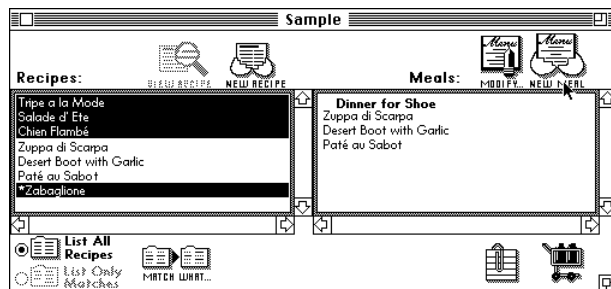 Sample
Menu
Menu
Recipes:
VIEW RECIPE
NEW RECIPE
Meals:
MODIFY...
NEW MEAL
Tripe a la Mode
Salade d' Ete
Chien Flambé
Zuppa di Scarpa
Desert Boot with Garlic
Paté au Sabot
*Zabaglione
Dinner for Shoe
Zuppa di Scarpa
Desert Boot with Garlic
Paté au Sabot
List All
Recipes
List Only
Matches
MATCH WHAT...